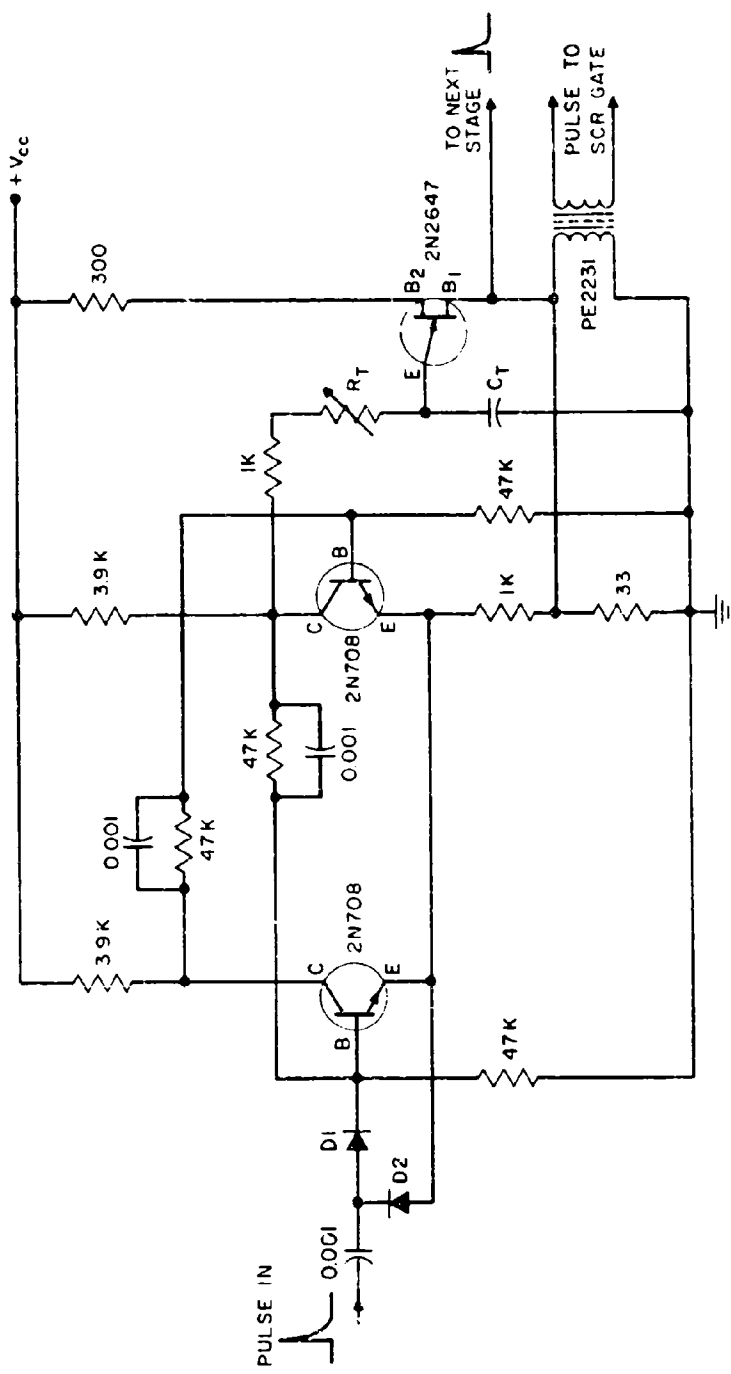 PULSE IN
0.001
D1
D2
B
C
E
2N708
47K
3.9K
0.001
47K
47K
0.001
3.9K
C
B
E
2N708
1K
33
47K
1K
RT
CT
E
B2
B1
2N2647
300
+ Vcc
PE2231
TO NEXT
STAGE
PULSE TO
SCR GATE